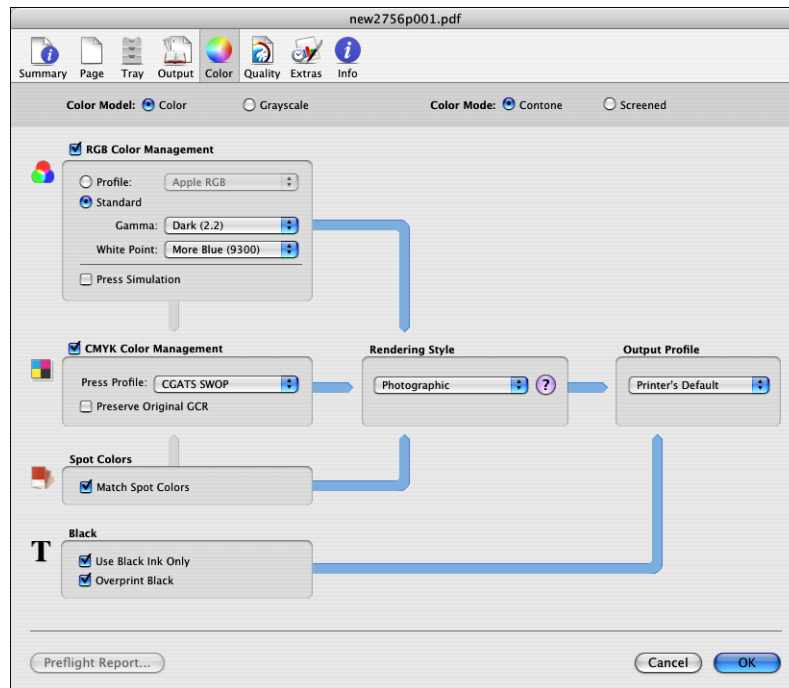 new2756p001.pdf
Summary Page Tray Output Color Quality Extras Info
Color Model: Color Grayscale Color Mode: Contone Screened
RGB Color Management
Profile: Apple RGB
Standard
Gamma: Dark (2.2)
White Point: More Blue (9300)
Press Simulation
CMYK Color Management
Press Profile: CGATS SWOP
Preserve Original GCR
Rendering Style
Photographic ?
Output Profile
Printer's Default
Spot Colors
Match Spot Colors
Black
T
Use Black Ink Only
Overprint Black
Preflight Report... Cancel OK